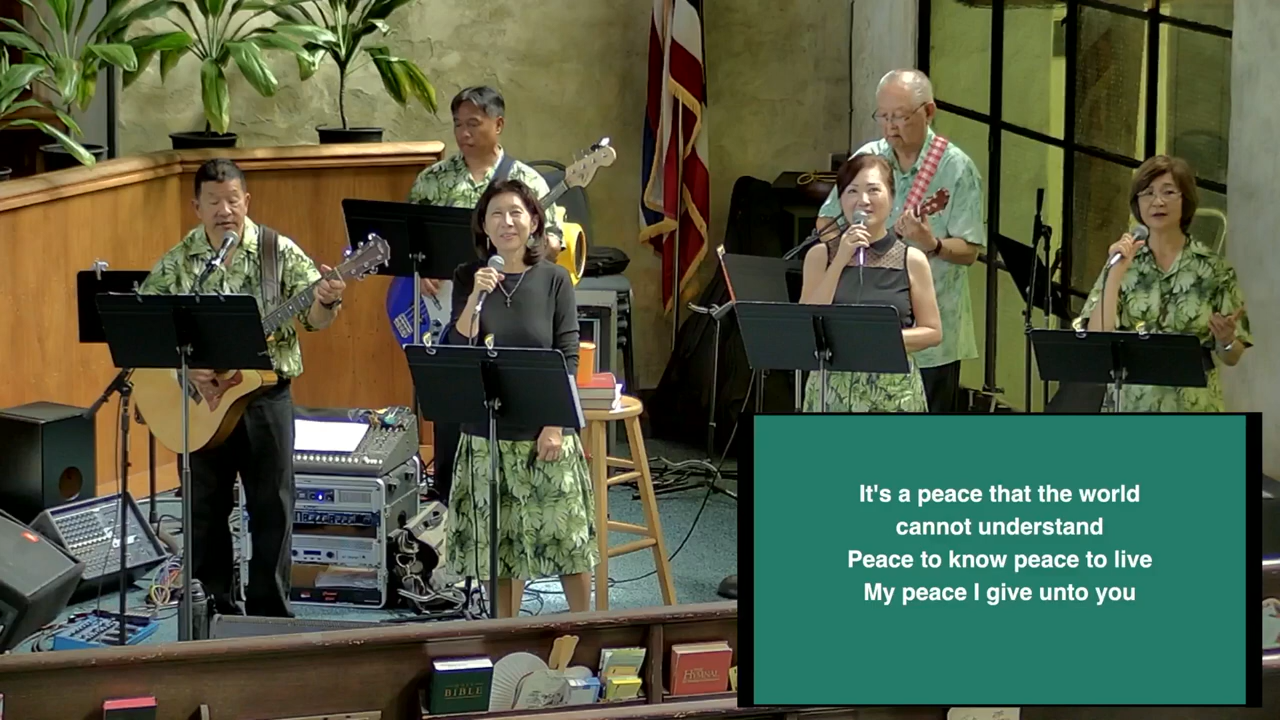 It's a peace that the world
cannot understand
Peace to know peace to live
My peace I give unto you
BIBLE
HYMNAL